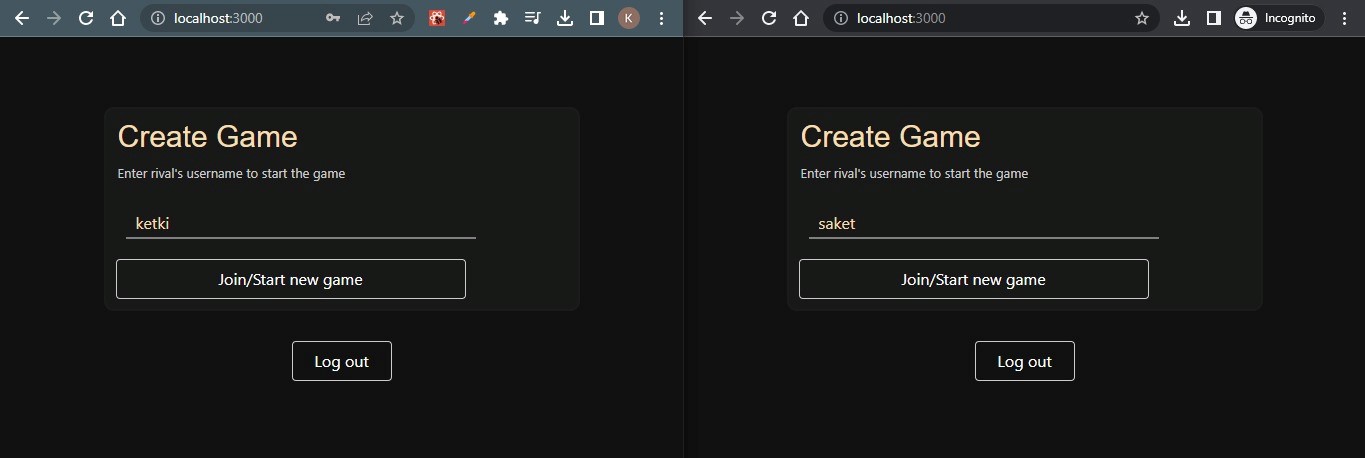 localhost:3000
K
Create Game
Enter rival's username to start the game
ketki
Join/Start new game
Log out
localhost:3000
Incognito
Create Game
Enter rival's username to start the game
saket
Join/Start new game
Log out